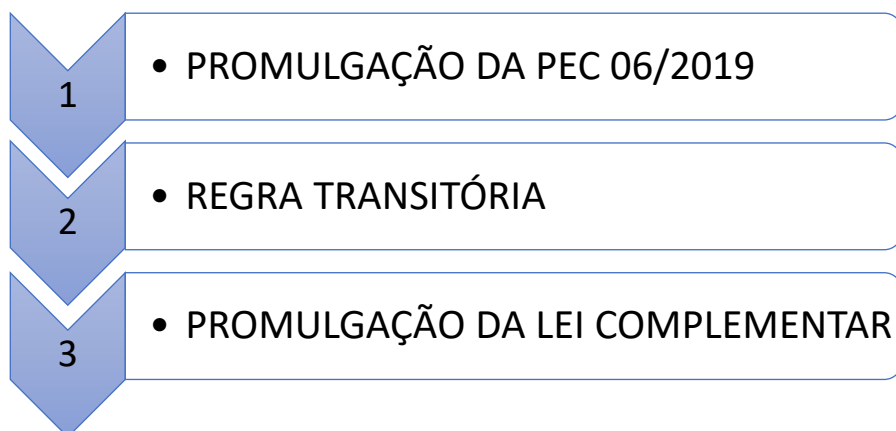 1
• PROMULGAÇÃO DA PEC 06/2019
2
• REGRA TRANSITÓRIA
3
• PROMULGAÇÃO DA LEI COMPLEMENTAR